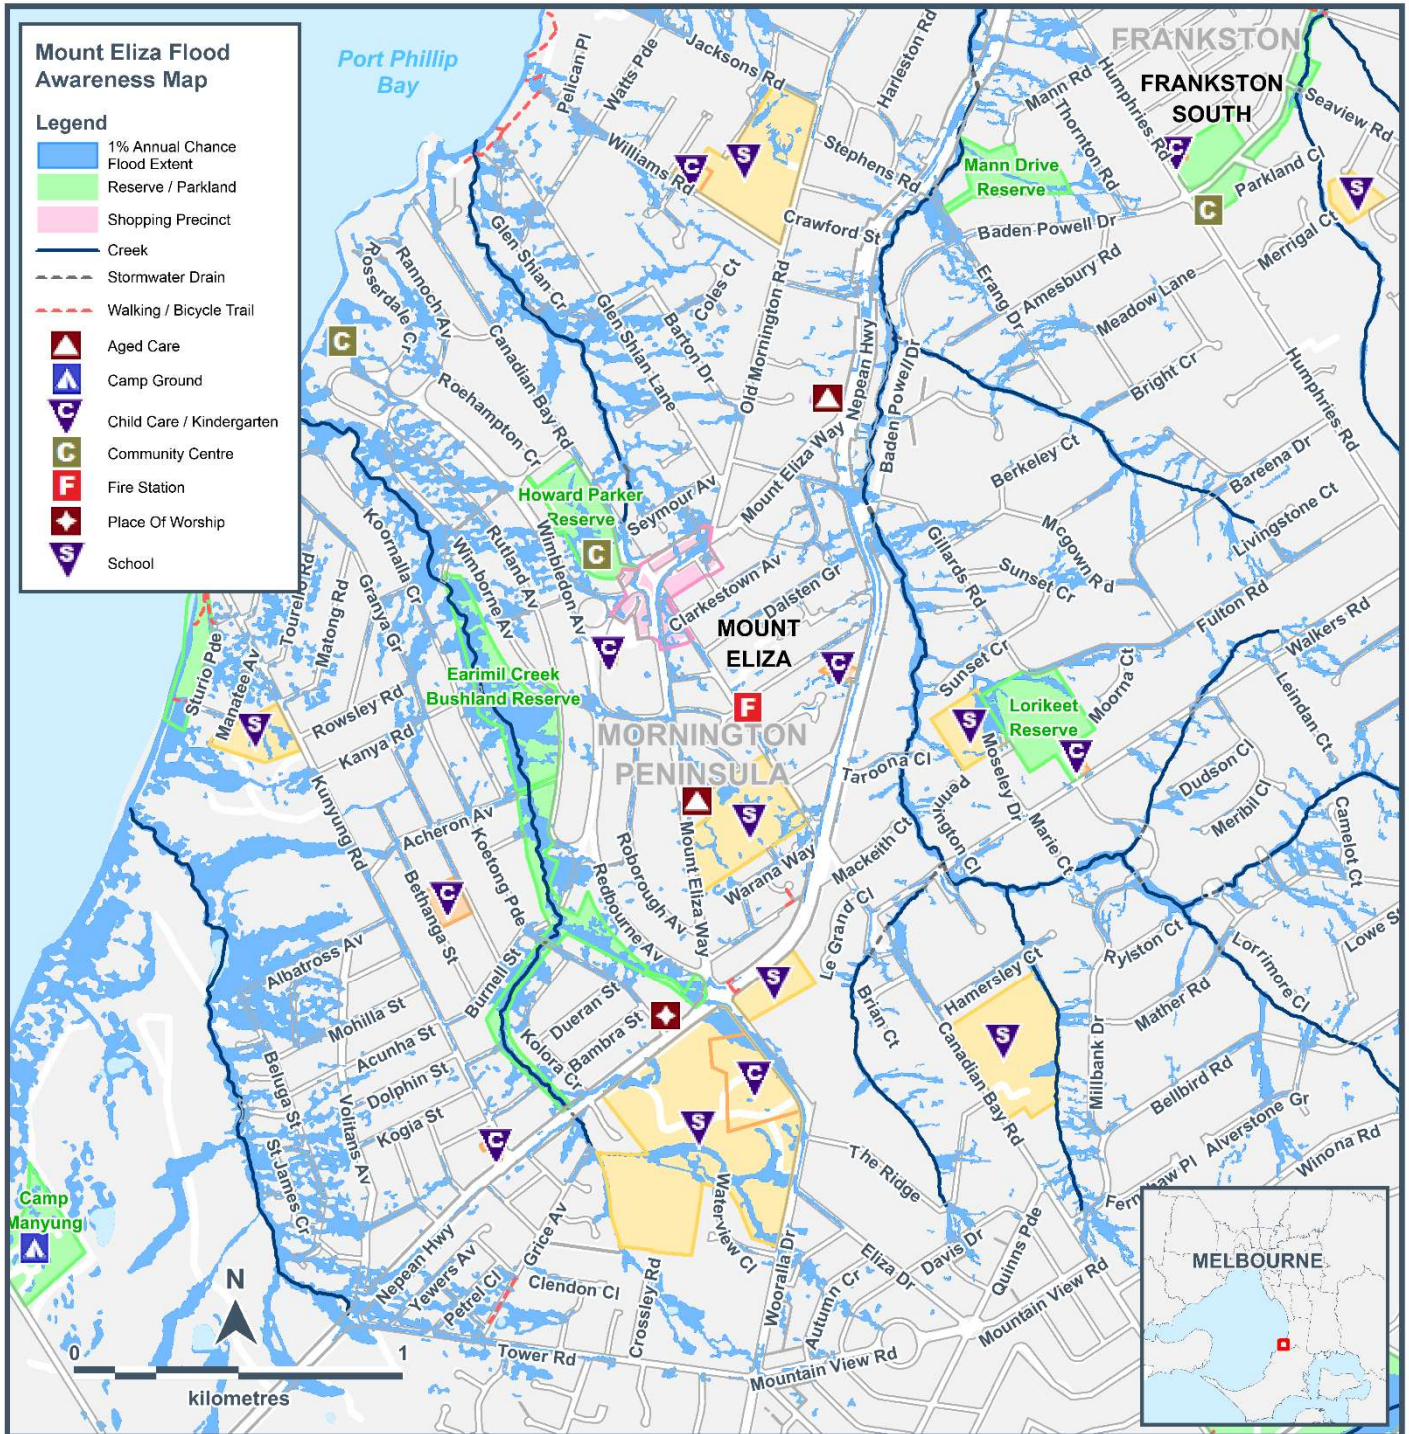 Mount Eliza Flood
Awareness Map
Legend
1% Annual Chance
Flood Extent
Reserve / Parkland
Shopping Precinct
Creek
Stormwater Drain
Walking / Bicycle Trail
Aged Care
Camp Ground
Child Care / Kindergarten
Community Centre
Fire Station
Place Of Worship
School
Port Phillip
Bay
FRANKSTON
FRANKSTON
SOUTH
Pelican Pl
Watts Pde
Jacksons Rd
Harleston Rd
Mann Rd
Humphries Rd
Thornton Rd
Seaview Rd
Parkland Cl
Williams Rd
Stephens Rd
Mann Drive
Reserve
Crawford St
Baden Powell Dr
Merrigal Ct
Glen Shian Cr
Rannoch Av
Rosserdale Cr
Coles Ct
Erang Dr
Amesbury Rd
Meadow Lane
Glen Shian Lane
Barton Dr
Old Mornington Rd
Nepean Hwy
Baden Powell Dr
Canadian Bay Rd
Bright Cr
Humphries Rd
Roehampton Cr
Mount Eliza Way
Berkeley Ct
Bareena Dr
Howard Parker
Reserve
Seymour Av
Livingstone Ct
Mcgown Rd
Koornalla Cr
Rutland Av
Wimborne Av
Wimbledon Av
Gillards Rd
Sunset Cr
Clarkestown Av
Dalsten Gr
Fulton Rd
Walkers Rd
Tourello Rd
Matong Rd
Granya Gr
MOUNT
ELIZA
Sunset Cr
Moorna Ct
Leindan Ct
Sturio Pde
Manatee Av
Earimil Creek
Bushland Reserve
Lorikeet
Reserve
Rowsley Rd
Kanya Rd
MORNINGTON
PENINSULA
Taroona Cl
Moseley Dr
Dudson Cl
Meribil Cl
Pennington Cl
Kunyung Rd
Acheron Av
Koetong Pde
Roborough Av
Mount Eliza Way
Marie Ct
Camelot Ct
Mackeith Ct
Warana Way
Bethanga St
Redbourne Av
Le Grand Cl
Albatross Av
Burnell St
Hamersley Ct
Rylston Ct
Lorrimore Cl
Mohilla St
Dueran St
Brian Ct
Mather Rd
Acunha St
Bambra St
Kolora Cr
Canadian Bay Rd
Millbank Dr
Beluga St
Dolphin St
Volitans Av
Kogia St
Bellbird Rd
Alverstone Gr
Winona Rd
St James Cr
The Ridge
Camp
Manyung
Waterview Cl
Grice Av
Nepean Hwy
Yewers Av
Petrel Cl
Clendon Cl
Wooralla Dr
Eliza Dr
Davis Dr
Quinns Pde
Autumn Cr
Crossley Rd
Mountain View Rd
Tower Rd
Mountain View Rd
N
0 1
kilometres
MELBOURNE